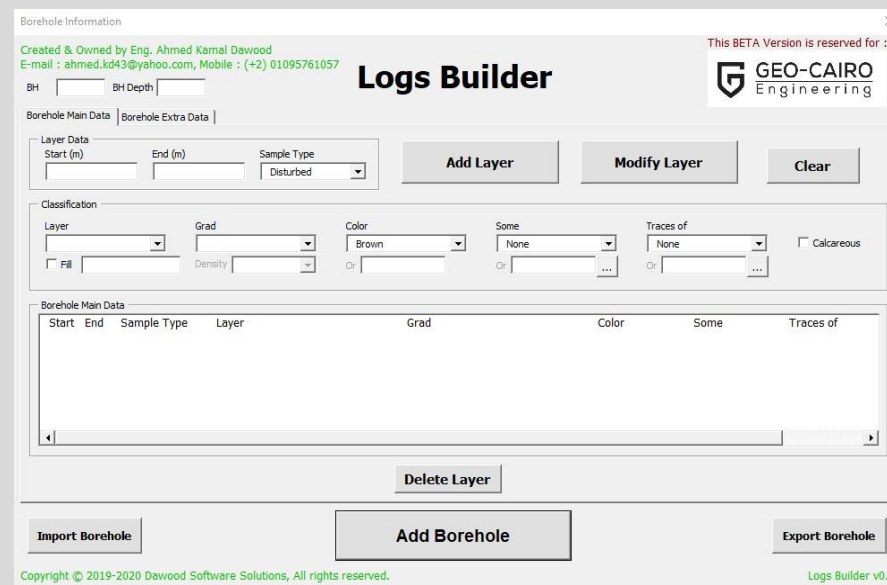 Borehole Information
Created & Owned by Eng. Ahmed Kamal Dawood
E-mail : ahmed.kd43@yahoo.com, Mobile : (+2) 01095761057
This BETA Version is reserved for :
GEO-CAIRO
Engineering
Logs Builder
BH BH Depth
Borehole Main Data Borehole Extra Data
Layer Data
Start (m) End (m) Sample Type
Disturbed
Add Layer Modify Layer Clear
Classification
Layer Grad Color Some Traces of
Brown None None Calcareous
Fill Density Or Or ... Or ...
Borehole Main Data
Start End Sample Type Layer Grad Color Some Traces of
Delete Layer
Import Borehole Add Borehole Export Borehole
Copyright © 2019-2020 Dawood Software Solutions, All rights reserved. Logs Builder v0.